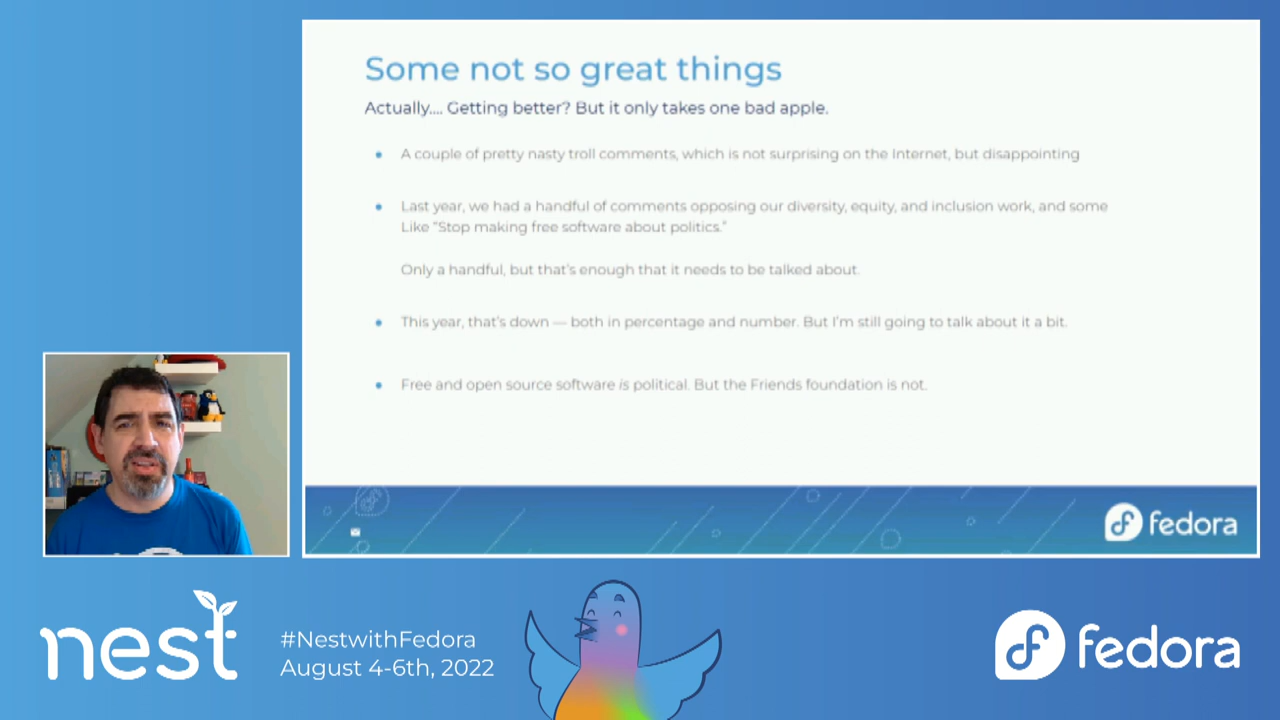 Some not so great things
Actually.... Getting better? But it only takes one bad apple.
A couple of pretty nasty troll comments, which is not surprising on the Internet, but disappointing
Last year, we had a handful of comments opposing our diversity, equity, and inclusion work, and some
Like "Stop making free software about politics."
Only a handful, but that's enough that it needs to be talked about.
This year, that's down — both in percentage and number. But I'm still going to talk about it a bit.
Free and open source software is political. But the Friends foundation is not.
fedora
nest
#NestwithFedora
August 4-6th, 2022
fedora